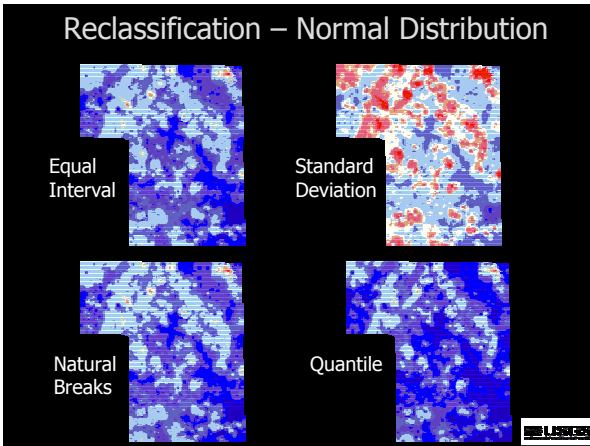 Reclassification – Normal Distribution
Equal
Interval
Standard
Deviation
Natural
Breaks
Quantile